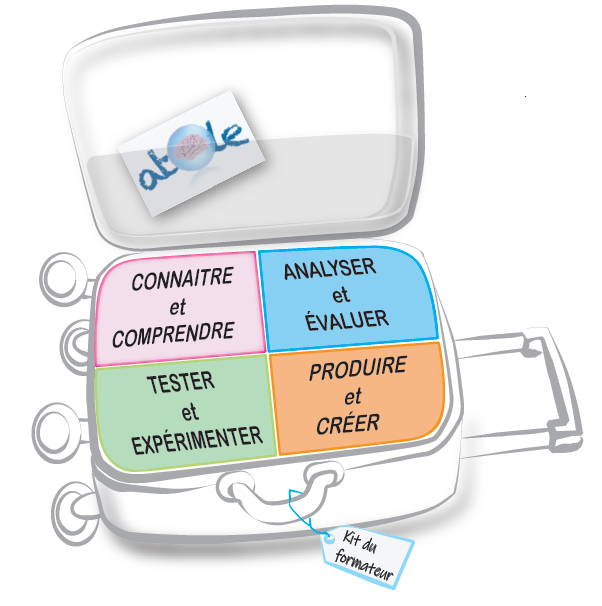 atole
CONNAITRE
et
COMPRENDRE
ANALYSER
et
ÉVALUER
TESTER
et
EXPÉRIMENTER
PRODUIRE
et
CRÉER
Kit du
formateur